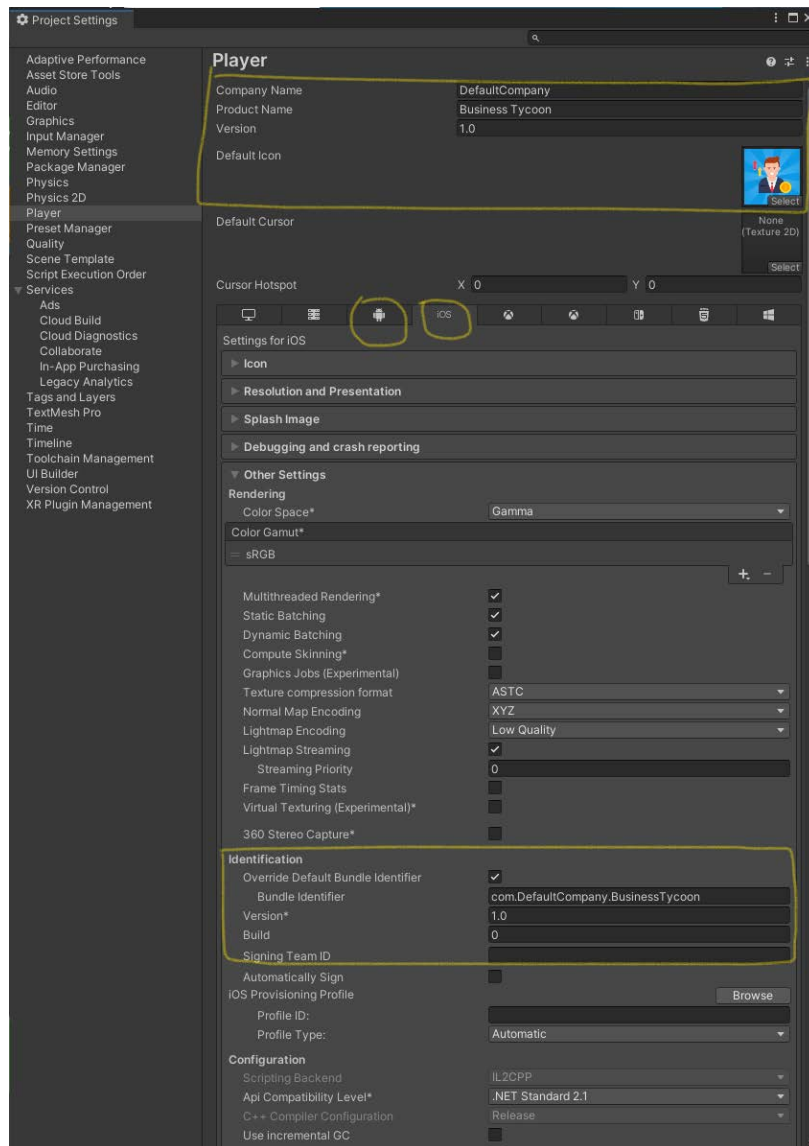 Project Settings
Adaptive Performance
Asset Store Tools
Audio
Editor
Graphics
Input Manager
Memory Settings
Package Manager
Physics
Physics 2D
Player
Preset Manager
Quality
Scene Template
Script Execution Order
Services
Ads
Cloud Build
Cloud Diagnostics
Collaborate
In-App Purchasing
Legacy Analytics
Tags and Layers
TextMesh Pro
Time
Timeline
Toolchain Management
UI Builder
Version Control
XR Plugin Management
Player
Company Name DefaultCompany
Product Name Business Tycoon
Version 1.0
Default Icon
Select
Default Cursor
None
(Texture 2D)
Select
Cursor Hotspot X 0 Y 0
iOS
Settings for iOS
Icon
Resolution and Presentation
Splash Image
Debugging and crash reporting
Other Settings
Rendering
Color Space* Gamma
Color Gamut*
sRGB
Multithreaded Rendering*
Static Batching
Dynamic Batching
Compute Skinning*
Graphics Jobs (Experimental)
Texture compression format ASTC
Normal Map Encoding XYZ
Lightmap Encoding Low Quality
Lightmap Streaming
Streaming Priority 0
Frame Timing Stats
Virtual Texturing (Experimental)*
360 Stereo Capture*
Identification
Override Default Bundle Identifier
Bundle Identifier com.DefaultCompany.BusinessTycoon
Version* 1.0
Build 0
Signing Team ID
Automatically Sign
iOS Provisioning Profile Browse
Profile ID:
Profile Type: Automatic
Configuration
Scripting Backend IL2CPP
Api Compatibility Level* .NET Standard 2.1
C++ Compiler Configuration Release
Use incremental GC